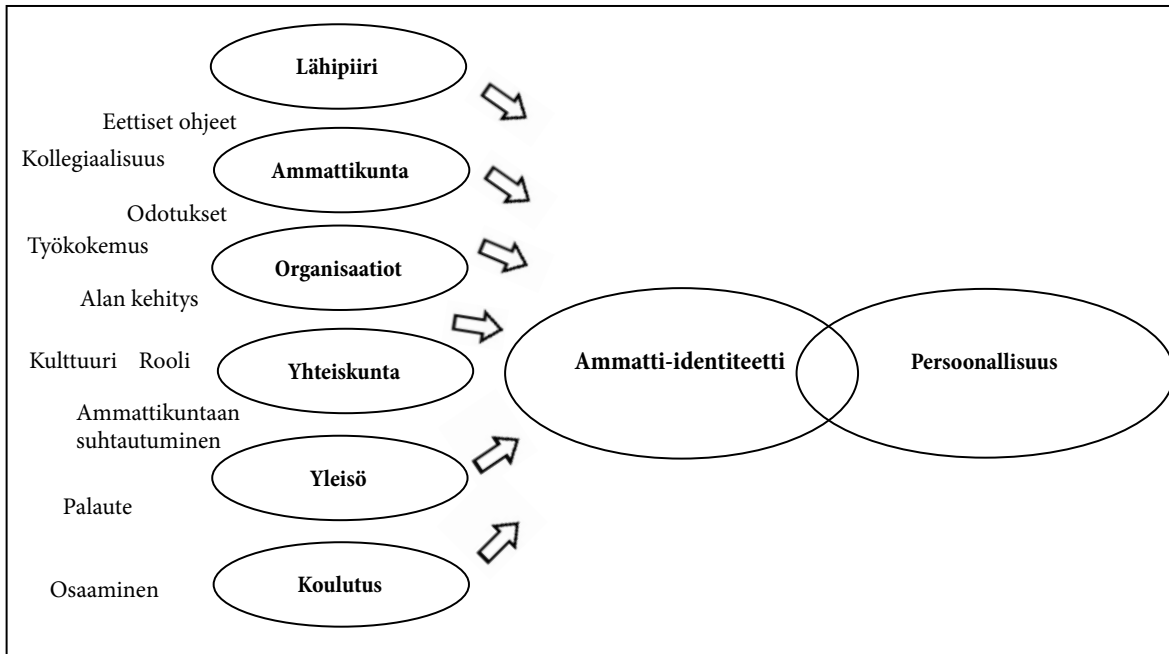 Lähipiiri
Eettiset ohjeet
Kollegiaalisuus
Ammattikunta
Odotukset
Työkokemus
Organisaatiot
Alan kehitys
Kulttuuri Rooli
Yhteiskunta
Ammatti-identiteetti
Persoonallisuus
Ammattikuntaan
suhtautuminen
Yleisö
Palaute
Osaaminen
Koulutus